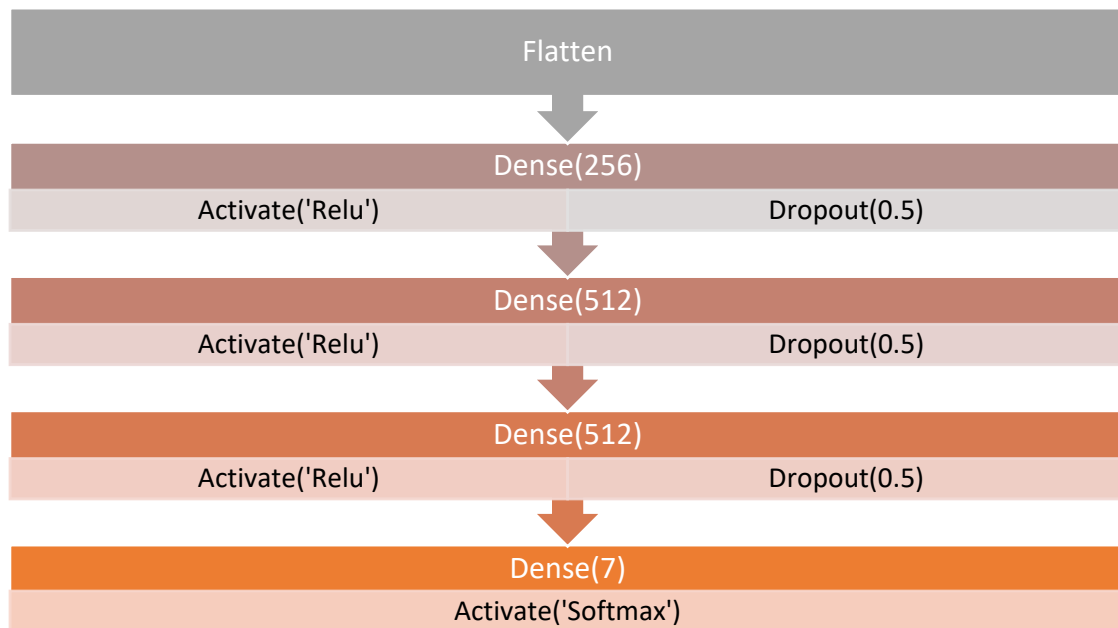 Flatten
Dense(256)
Activate('Relu') Dropout(0.5)
Dense(512)
Activate('Relu') Dropout(0.5)
Dense(512)
Activate('Relu') Dropout(0.5)
Dense(7)
Activate('Softmax')